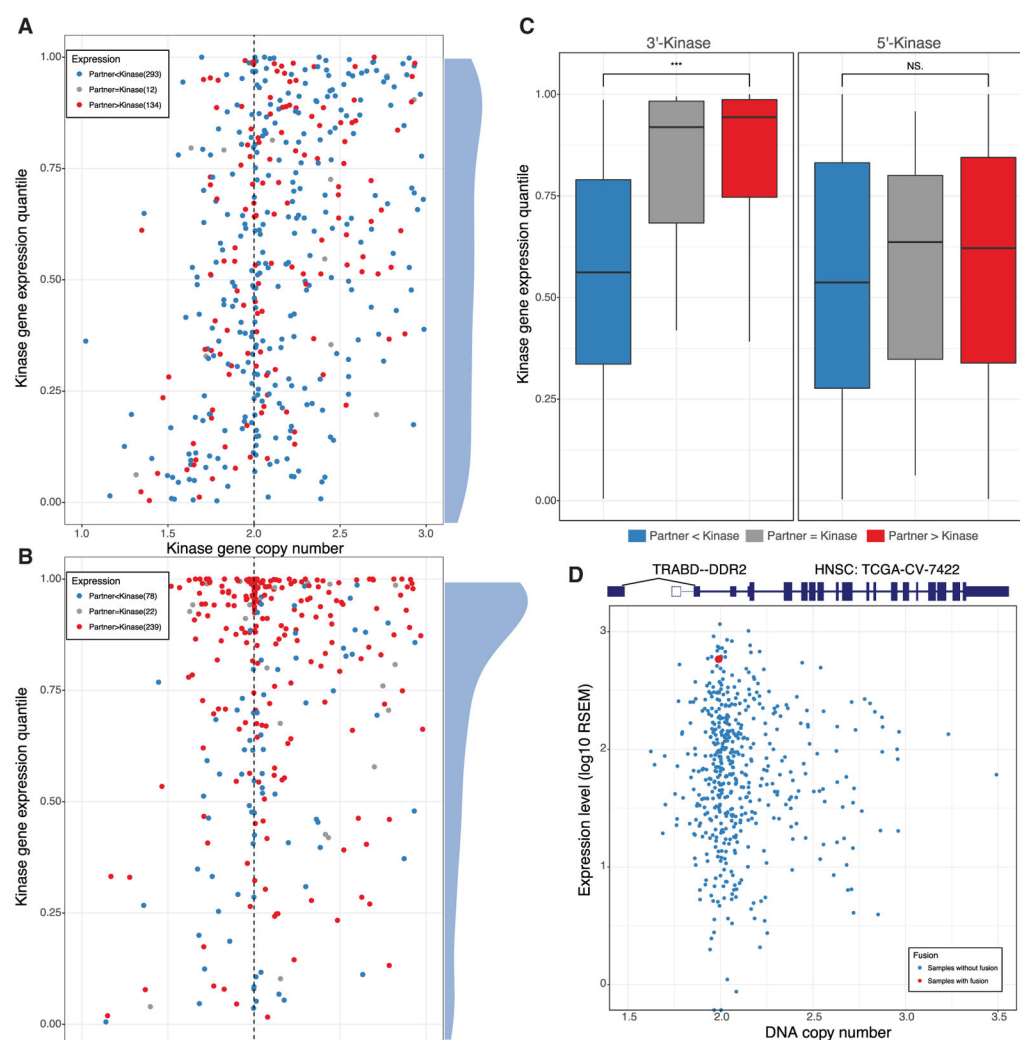 A
Kinase gene expression quantile
1.00
0.75
0.50
0.25
0.00
Expression
Partner<Kinase(293)
Partner=Kinase(12)
Partner>Kinase(134)
1.0 1.5 2.0 2.5 3.0
Kinase gene copy number
B
Kinase gene expression quantile
1.00
0.75
0.50
0.25
0.00
Expression
Partner<Kinase(78)
Partner=Kinase(22)
Partner>Kinase(239)
C
3'-Kinase 5'-Kinase
Kinase gene expression quantile
1.00
0.75
0.50
0.25
0.00
*** NS.
Partner < Kinase Partner = Kinase Partner > Kinase
D
TRABD--DDR2 HNSC: TCGA-CV-7422
Expression level (log10 RSEM)
3
2
1
0
Fusion
Samples without fusion
Samples with fusion
1.5 2.0 2.5 3.0 3.5
DNA copy number